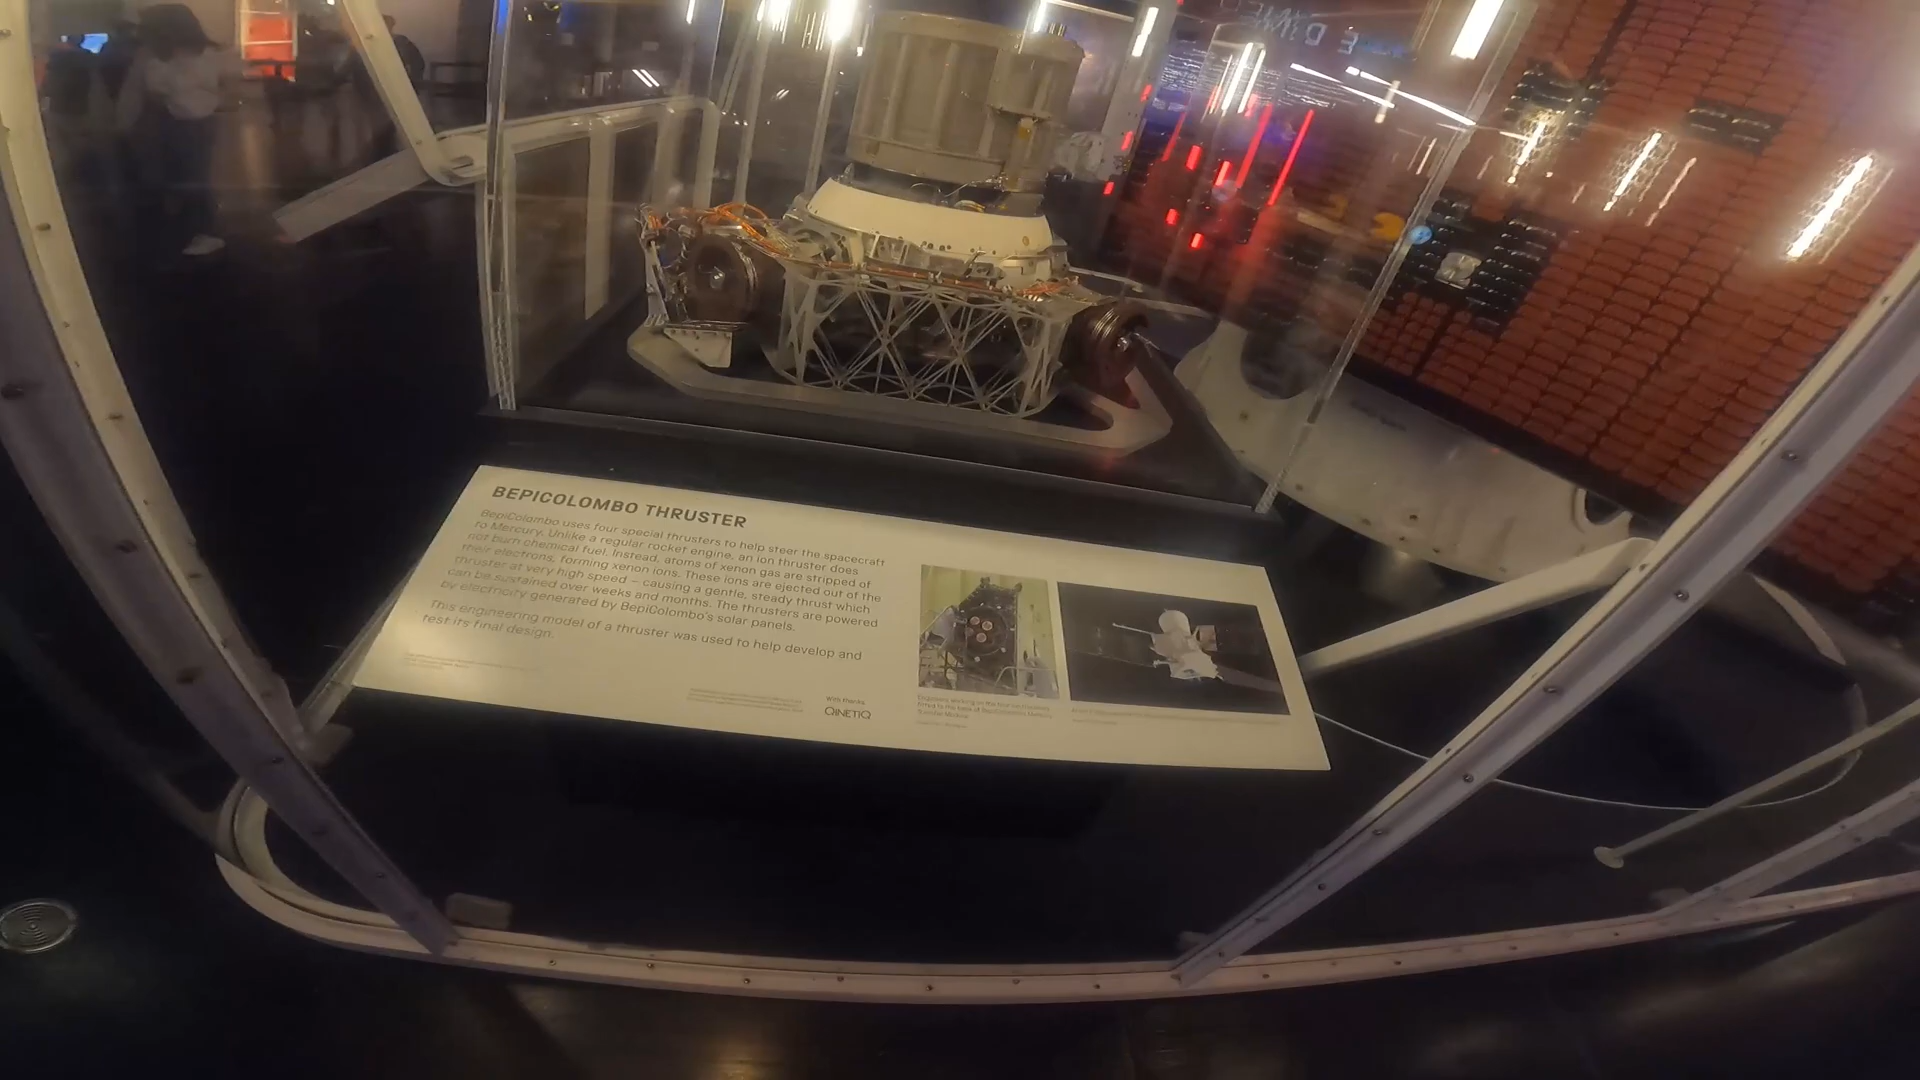 BEPICOLOMBO THRUSTER
BepiColombo uses four special thrusters to help steer the spacecraft
to Mercury. Unlike a regular rocket engine, an ion thruster does
not burn chemical fuel. Instead, atoms of xenon gas are stripped of
their electrons, forming xenon ions. These ions are ejected out of the
thruster at very high speed – causing a gentle, steady thrust which
can be sustained over weeks and months. The thrusters are powered
by electricity generated by BepiColombo's solar panels.
This engineering model of a thruster was used to help develop and
test its final design.
With thanks
QINETIQ